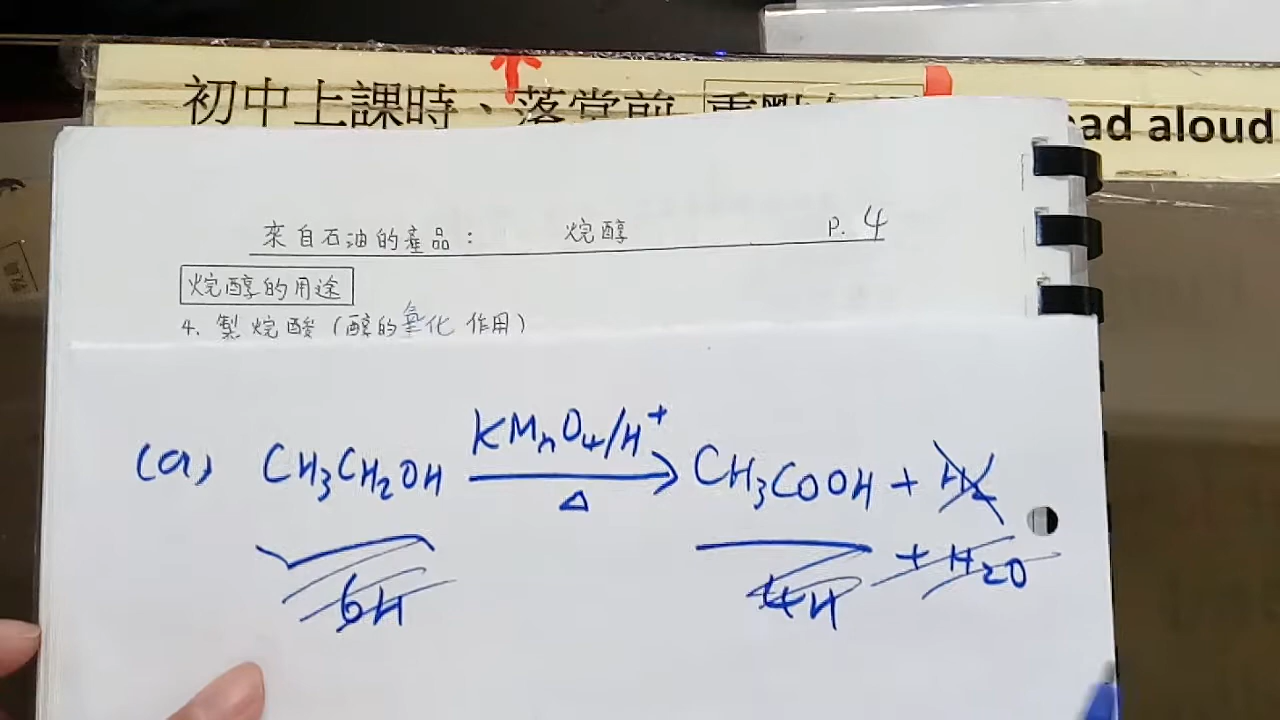 初中上課時、落堂前
ead aloud
來自石油的產品： 烷醇 P. 4
烷醇的用途
4. 製烷酸（醇的氧化作用）
KMnO₄/H⁺
(a) CH₃CH₂OH → CH₃COOH + H₂
Δ
+ H₂O
6H 4H